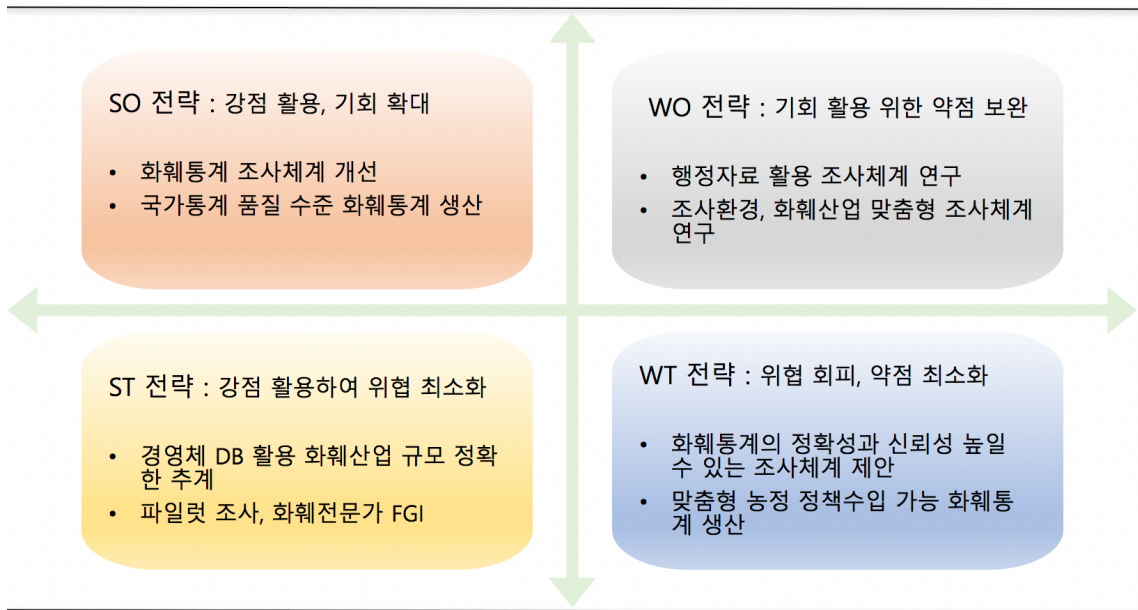 SO 전략 : 강점 활용, 기회 확대
• 화훼통계 조사체계 개선
• 국가통계 품질 수준 화훼통계 생산
WO 전략 : 기회 활용 위한 약점 보완
• 행정자료 활용 조사체계 연구
• 조사환경, 화훼산업 맞춤형 조사체계
연구
ST 전략 : 강점 활용하여 위협 최소화
• 경영체 DB 활용 화훼산업 규모 정확
한 추계
• 파일럿 조사, 화훼전문가 FGI
WT 전략 : 위협 회피, 약점 최소화
• 화훼통계의 정확성과 신뢰성 높일
수 있는 조사체계 제안
• 맞춤형 농정 정책수입 가능 화훼통
계 생산